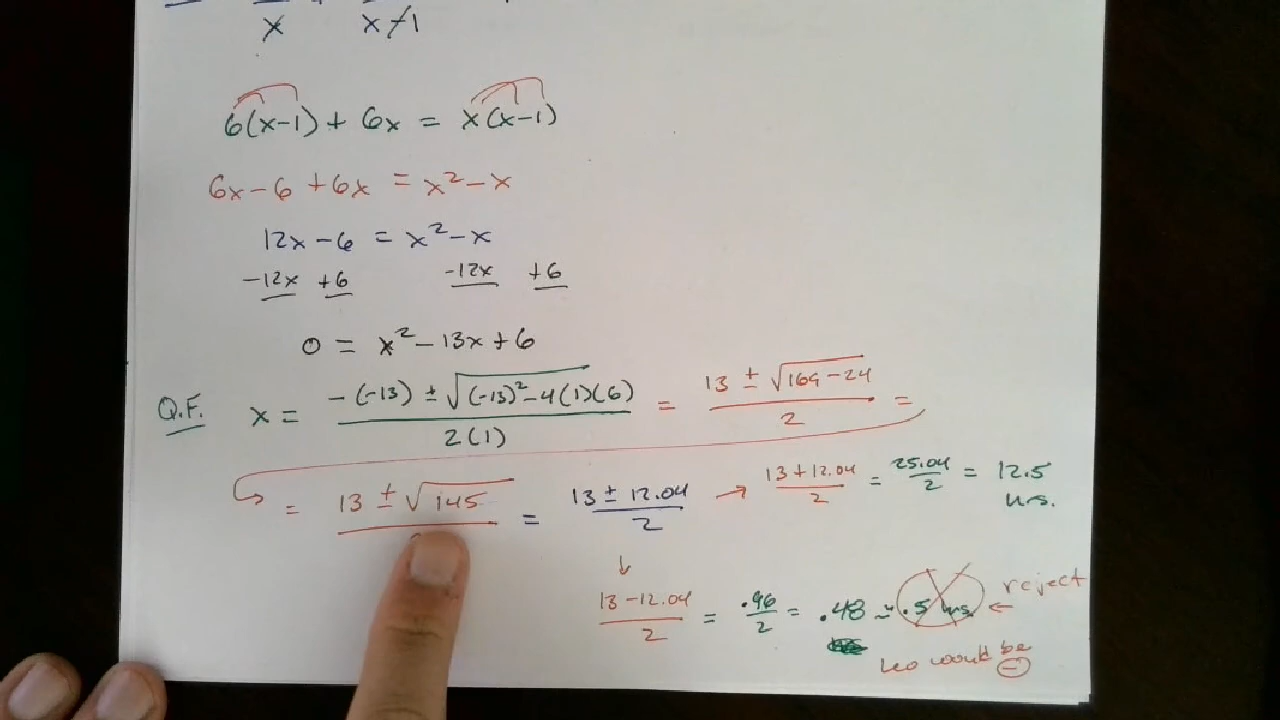 x x-1
6(x-1) + 6x = x(x-1)
6x-6 +6x = x²-x
12x-6 = x²-x
-12x +6 -12x +6
0 = x²-13x+6
Q.F. x = (-(-13) ± √((-13)²-4(1)(6)))/(2(1)) = (13 ± √(169-24))/2 =
= (13 ± √145) = (13 ± 12.04)/2 → (13+12.04)/2 = 25.04/2 = 12.5 hrs.
↓
(13-12.04)/2 = .96/2 = .48 ≈ .5 hrs ← reject
would be (-)